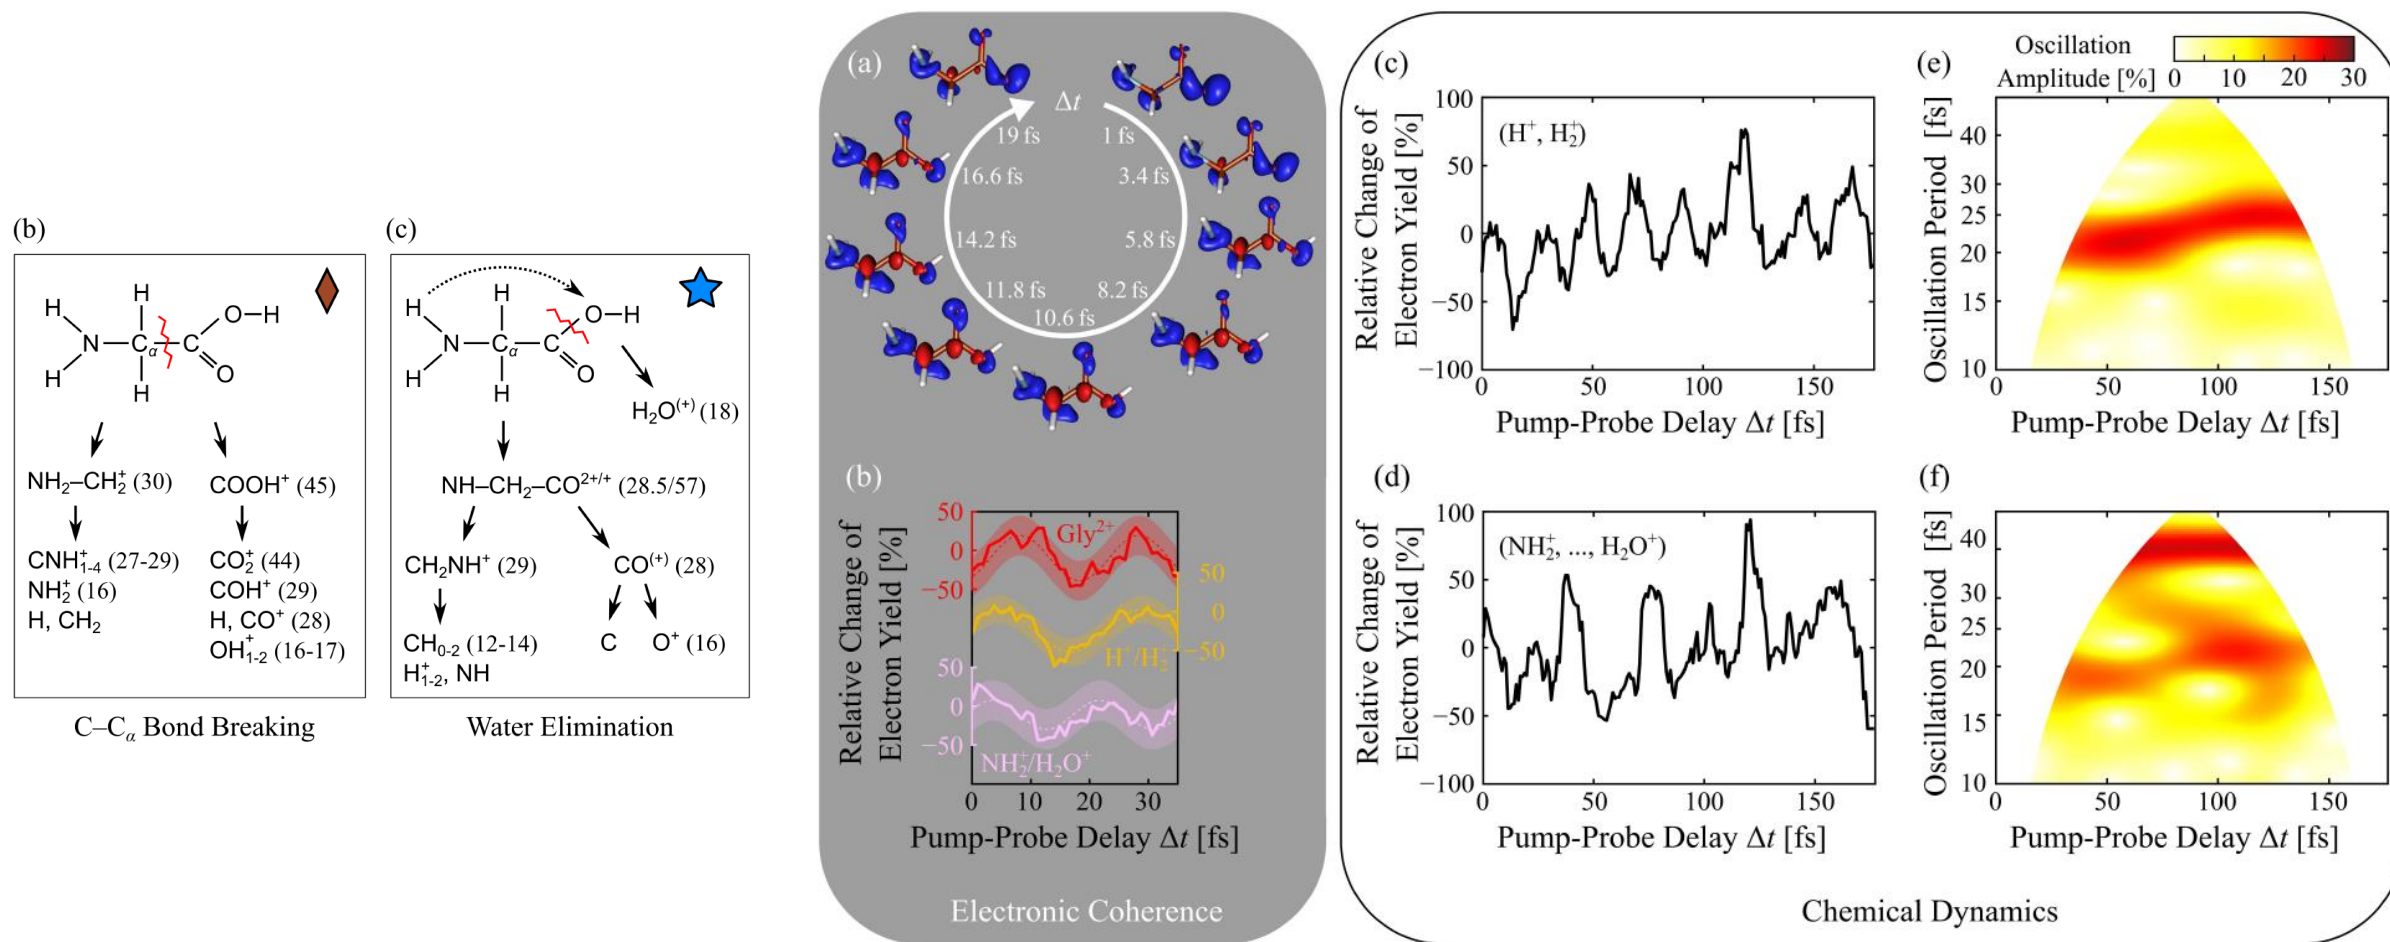 (b)
H
H
H
N
Cα
C
O–H
O
H
H
NH₂–CH₂⁺ (30)
COOH⁺ (45)
CNH₁₋₄⁺ (27-29)
CO₂⁺ (44)
NH₂⁺ (16)
COH⁺ (29)
H, CH₂
H, CO⁺ (28)
OH₁₋₂⁺ (16-17)
C–Cα Bond Breaking
(c)
H
H
N
Cα
C
O–H
O
H
H
H₂O⁽⁺⁾ (18)
NH–CH₂–CO²⁺ᐟ⁺ (28.5/57)
CH₂NH⁺ (29)
CO⁽⁺⁾ (28)
CH₀₋₂ (12-14)
C
O⁺ (16)
H₁₋₂⁺, NH
Water Elimination
(a)
Δt
1 fs
3.4 fs
5.8 fs
8.2 fs
10.6 fs
11.8 fs
14.2 fs
16.6 fs
19 fs
(b)
Relative Change of
Electron Yield [%]
50
0
−50
Gly²⁺
50
0
−50
H⁺/H₂⁺
50
0
−50
NH₂⁺/H₂O⁺
0 10 20 30
Pump-Probe Delay Δt [fs]
Electronic Coherence
(c)
Relative Change of
Electron Yield [%]
100
50
0
−50
−100
(H⁺, H₂⁺)
0 50 100 150
Pump-Probe Delay Δt [fs]
(e)
Oscillation
Amplitude [%]
0 10 20 30
Oscillation Period [fs]
40
30
25
20
15
10
0 50 100 150
Pump-Probe Delay Δt [fs]
(d)
Relative Change of
Electron Yield [%]
100
50
0
−50
−100
(NH₂⁺, ..., H₂O⁺)
0 50 100 150
Pump-Probe Delay Δt [fs]
(f)
Oscillation Period [fs]
40
30
25
20
15
10
0 50 100 150
Pump-Probe Delay Δt [fs]
Chemical Dynamics